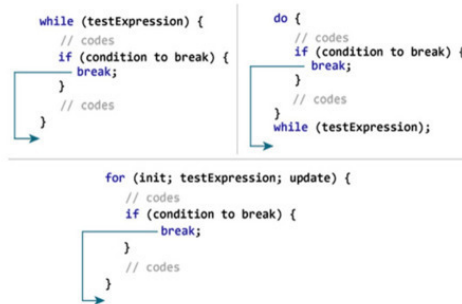 while (testExpression) {
// codes
if (condition to break) {
break;
}
// codes
}
do {
// codes
if (condition to break) {
break;
}
// codes
}
while (testExpression);
for (init; testExpression; update) {
// codes
if (condition to break) {
break;
}
// codes
}